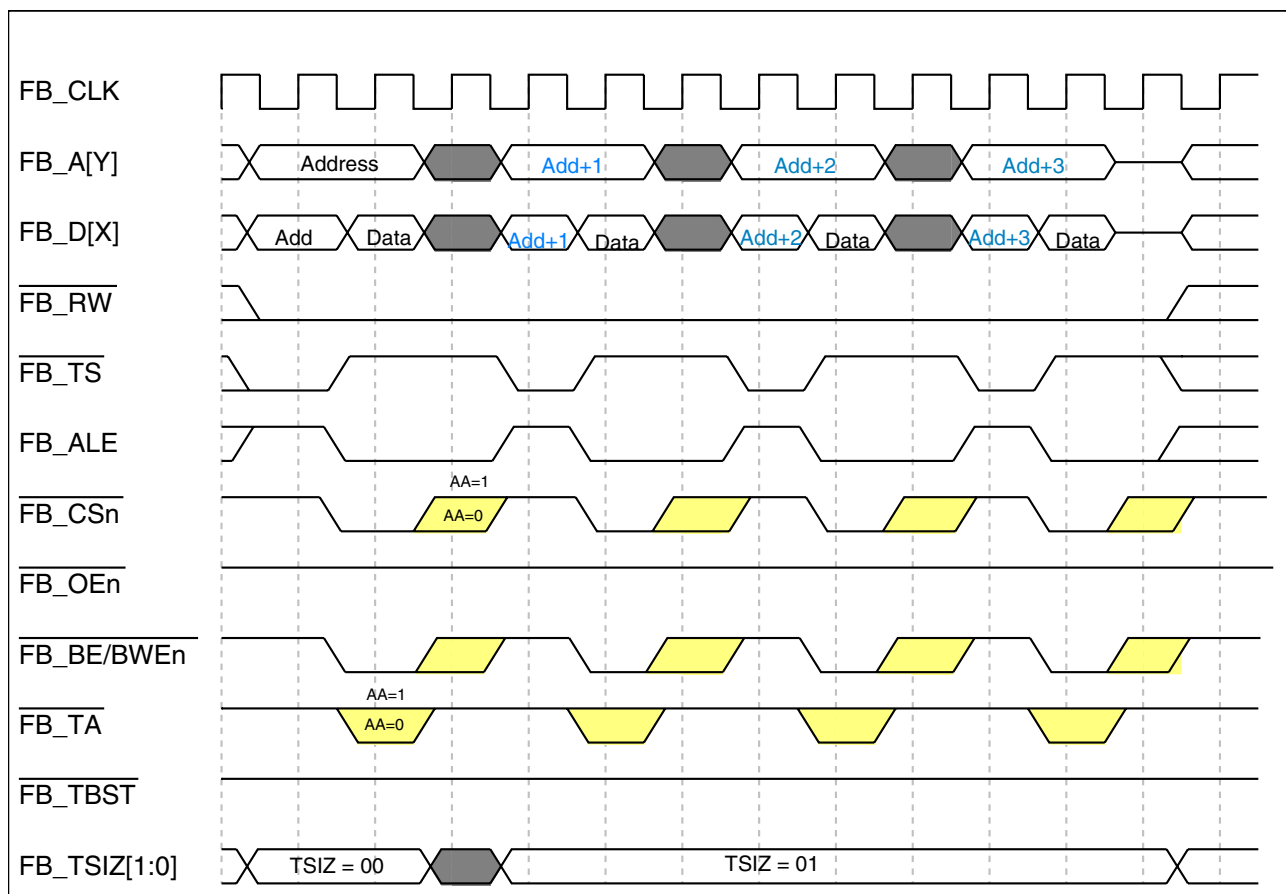 FB_CLK
FB_A[Y] Address Add+1 Add+2 Add+3
FB_D[X] Add Data Add+1 Data Add+2 Data Add+3 Data
FB_RW
FB_TS
FB_ALE
AA=1
FB_CSn AA=0
FB_OEn
FB_BE/BWEn
AA=1
FB_TA AA=0
FB_TBST
FB_TSIZ[1:0] TSIZ = 00 TSIZ = 01